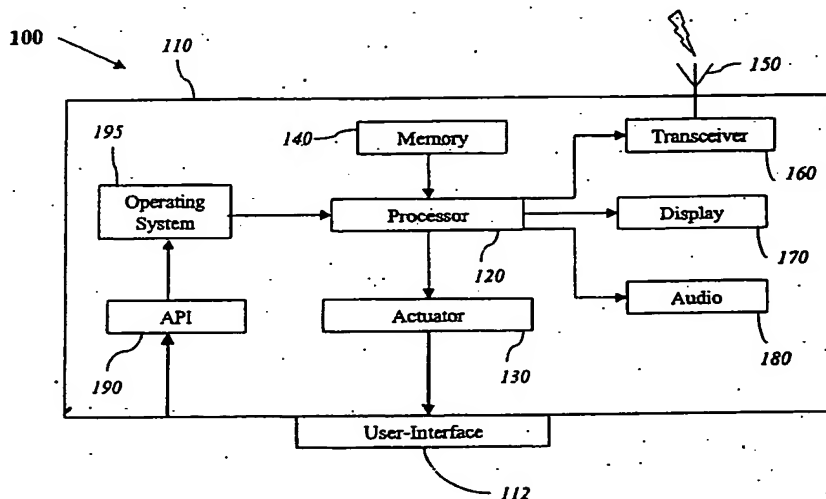 100
110
150
195
140
Memory
Transceiver
160
Operating
System
Processor
120
Display
170
API
190
Actuator
130
Audio
180
User-Interface
112